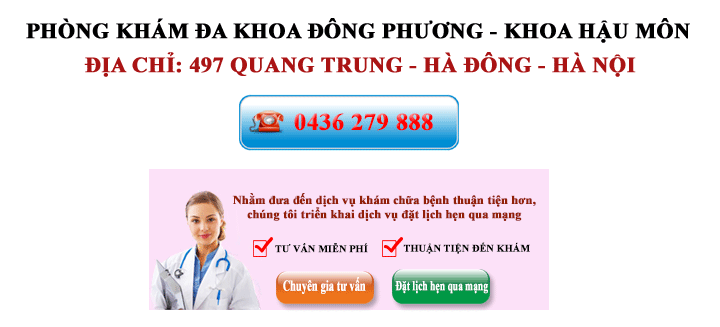 PHÒNG KHÁM ĐA KHOA ĐÔNG PHƯƠNG - KHOA HẬU MÔN
ĐỊA CHỈ: 497 QUANG TRUNG - HÀ ĐÔNG - HÀ NỘI
0436 279 888
Nhằm đưa đến dịch vụ khám chữa bệnh thuận tiện hơn,
chúng tôi triển khai dịch vụ đặt lịch hẹn qua mạng
TƯ VẤN MIỄN PHÍ THUẬN TIỆN ĐẾN KHÁM
Chuyên gia tư vấn Đặt lịch hẹn qua mạng